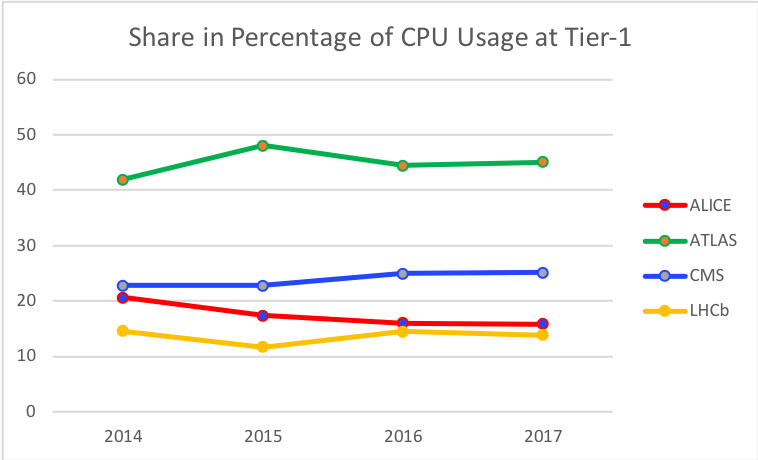 Share in Percentage of CPU Usage at Tier-1
60
50
40
30
20
10
0
2014 2015 2016 2017
ALICE
ATLAS
CMS
LHCb